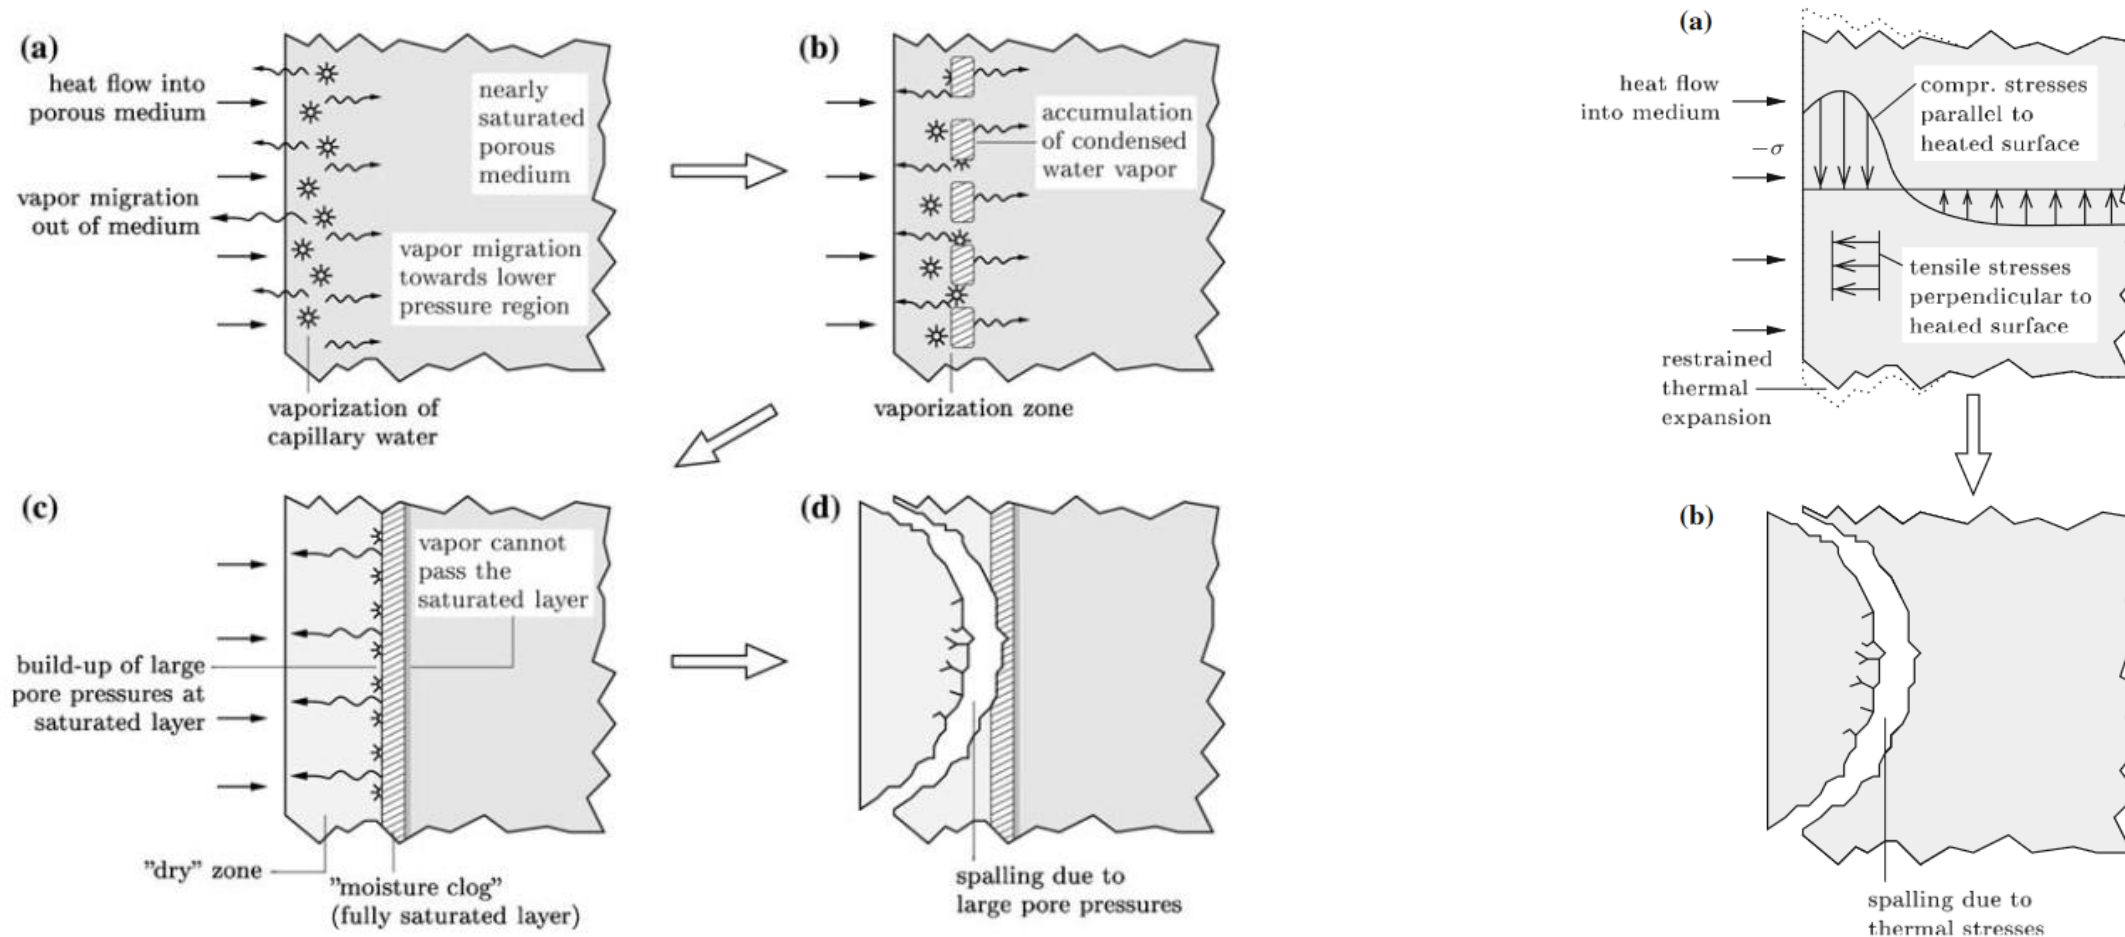 (a)
heat flow into
porous medium
nearly
saturated
porous
medium
vapor migration
out of medium
vapor migration
towards lower
pressure region
vaporization of
capillary water
(b)
accumulation
of condensed
water vapor
vaporization zone
(c)
vapor cannot
pass the
saturated layer
build-up of large
pore pressures at
saturated layer
"dry" zone
"moisture clog"
(fully saturated layer)
(d)
spalling due to
large pore pressures
(a)
heat flow
into medium
compr. stresses
parallel to
heated surface
−σ
tensile stresses
perpendicular to
heated surface
restrained
thermal
expansion
(b)
spalling due to
thermal stresses